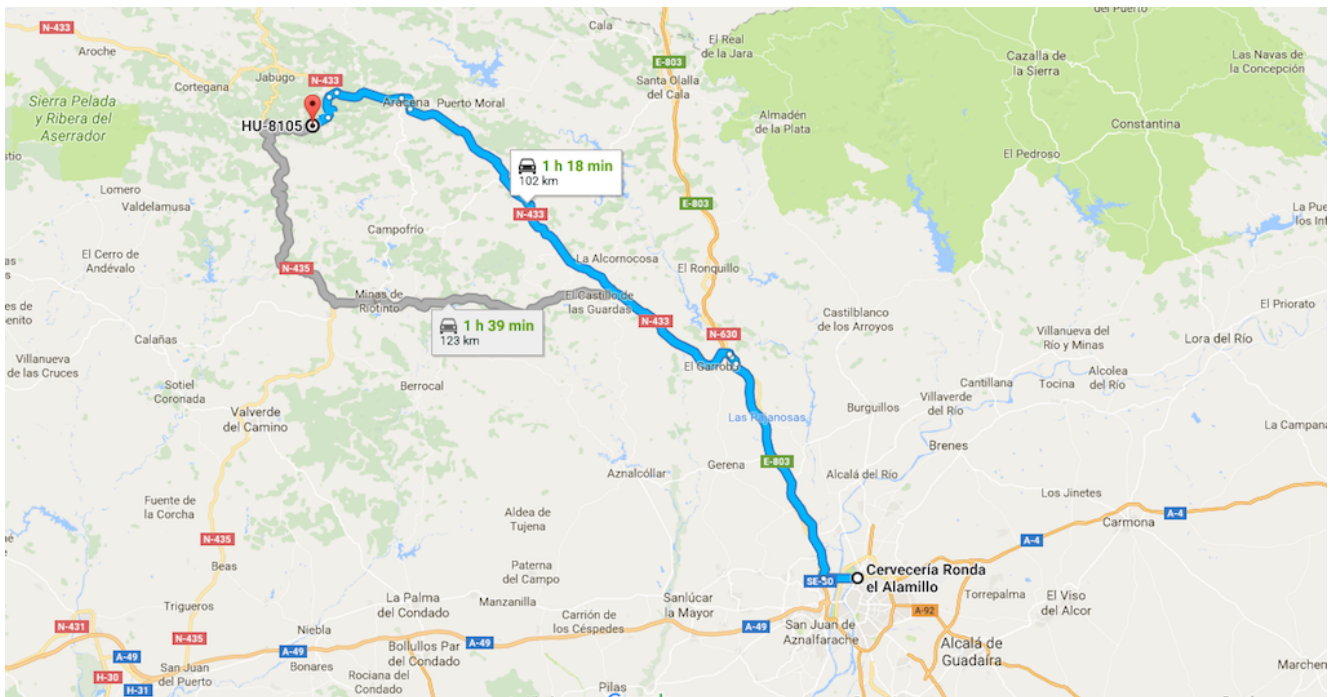 N-433
Aroche
Cala
El Real
de la Jara
del Puerto
Cazalla de
la Sierra
Las Navas de
la Concepción
Cortegana
Jabugo
N-433
E-803
Santa Olalla
del Cala
Sierra Pelada
y Ribera del
Aserrador
Aracena
Puerto Moral
Almadén
de la Plata
HU-8105
Constantina
El Pedroso
1 h 18 min
102 km
Lomero
Valdelamusa
N-433
E-803
La Pue
los Inf
Campofrío
El Cerro de
Andévalo
La Alcornocosa
N-435
El Ronquillo
Minas de
Riotinto
El Castillo de
las Guardas
El Priorato
1 h 39 min
123 km
N-433
N-630
Castilblanco
de los Arroyos
Calañas
Villanueva del
Río y Minas
Lora del Río
Villanueva
de las Cruces
El Garrobo
Sotiel
Coronada
Berrocal
Cantillana
Tocina
Alcolea
del Río
Villaverde
del Río
Valverde
del Camino
Las Pajanosas
Burguillos
La Campana
Brenes
E-803
Gerena
Aznalcóllar
Alcalá del Río
Fuente de
la Corcha
Los Jinetes
Aldea de
Tujena
Carmona
A-4
N-435
A-4
Beas
Paterna
del Campo
Cervecería Ronda
el Alamillo
SE-30
Trigueros
La Palma
del Condado
Manzanilla
Sanlúcar
la Mayor
Torrepalma
El Viso
del Alcor
Carrión de
los Céspedes
A-92
N-431
Niebla
A-49
San Juan de
Aznalfarache
N-435
A-49
A-49
San Juan
del Puerto
Bonares
Bollullos Par
del Condado
Alcalá de
Guadaíra
Marchen
H-30
H-31
Rociana del
Condado
Pilas